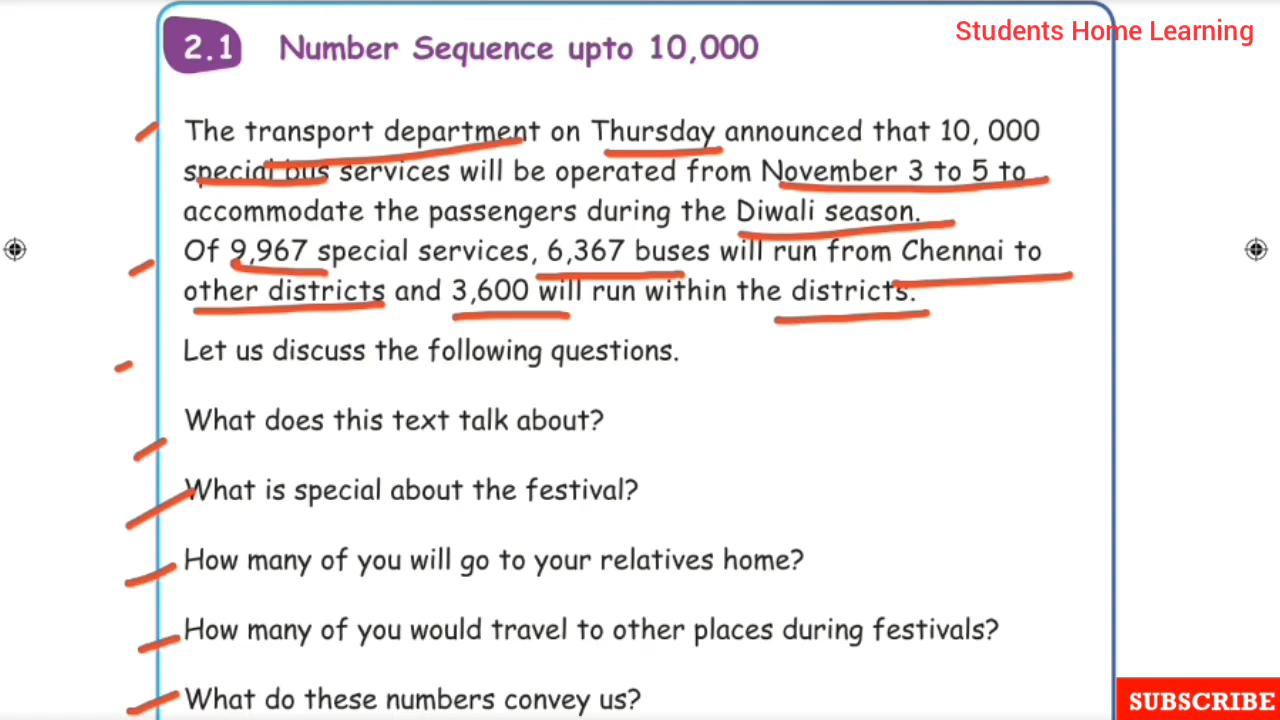 Students Home Learning
2.1 Number Sequence upto 10,000
The transport department on Thursday announced that 10, 000
special bus services will be operated from November 3 to 5 to
accommodate the passengers during the Diwali season.
Of 9,967 special services, 6,367 buses will run from Chennai to
other districts and 3,600 will run within the districts.
Let us discuss the following questions.
What does this text talk about?
What is special about the festival?
How many of you will go to your relatives home?
How many of you would travel to other places during festivals?
What do these numbers convey us?
SUBSCRIBE